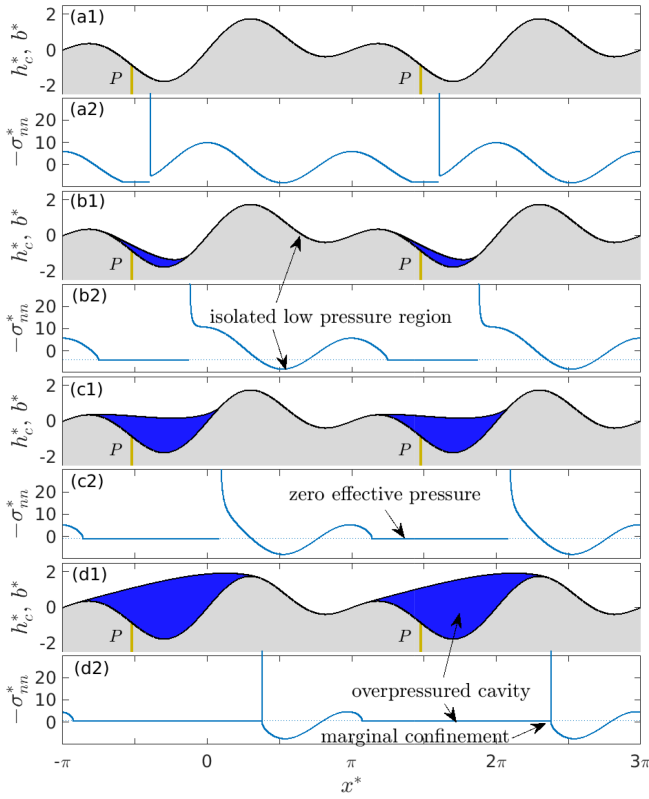 (a1)
2
0
-2
h*c, b*
P
P
(a2)
20
10
0
−σ*nn
(b1)
2
0
-2
h*c, b*
P
P
(b2)
20
10
0
−σ*nn
isolated low pressure region
(c1)
2
0
-2
h*c, b*
P
P
(c2)
20
10
0
−σ*nn
zero effective pressure
(d1)
2
0
-2
h*c, b*
P
P
(d2)
20
10
0
−σ*nn
overpressured cavity
marginal confinement
-π 0 π 2π 3π
x*